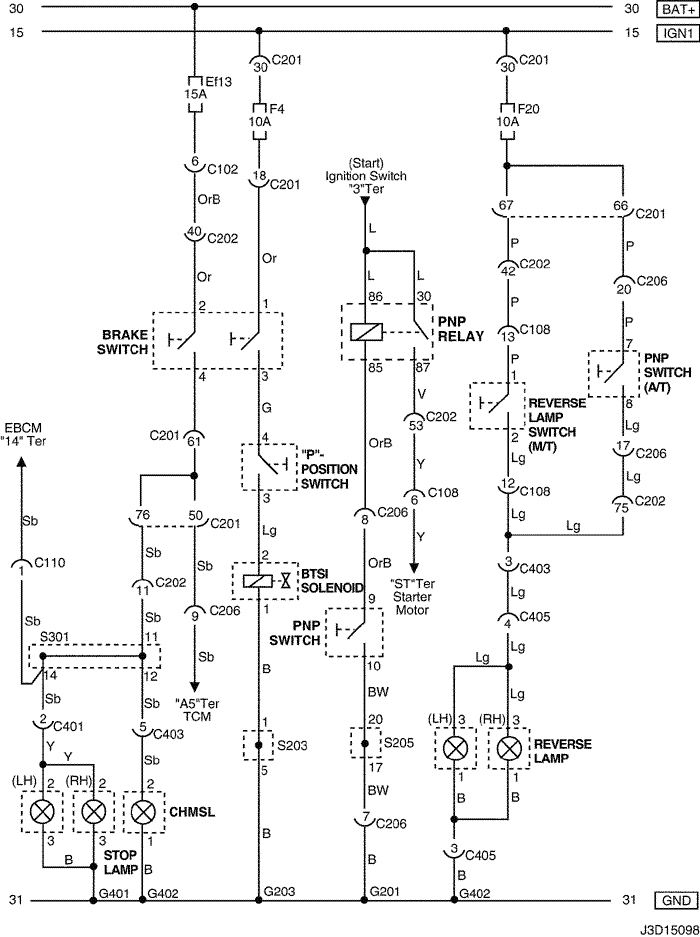 30 30 BAT+
15 15 IGN1
C201 C201
30 30
Ef13
15A
F4
10A
F20
10A
(Start)
Ignition Switch
"3"Ter
6 C102
18 C201
OrB
67 66 C201
L
40 C202
P P
Or Or
L L
42 C202
20 C206
2 1
86 30
P P
BRAKE
SWITCH
PNP
RELAY
13 C108
7
PNP
SWITCH
(A/T)
4 3
85 87
P
1
8
G
V
REVERSE
LAMP
SWITCH
(M/T)
2
Lg
EBCM
"14" Ter
C201 61
4
53 C202
Lg
17 C206
"P"-
POSITION
SWITCH
OrB
Y
Lg
3
12 C108
6 C108
75 C202
76 50 C201
8 C206
Lg
Lg
Sb
Lg
Y
Sb Sb
2
OrB
3 C403
C110
1
BTSI
SOLENOID
"ST"Ter
Starter
Motor
11 C202
Lg
1
9
9 C206
4 C405
Sb Sb
PNP
SWITCH
S301 11
Sb
10
Lg
14 12
B
BW
Lg
Sb Sb
"A5"Ter
TCM
2 C401
5 C403
1
20
(LH) 3 (RH) 3
S203
S205
REVERSE
LAMP
Y
Y
Sb
5
17
1 1
(LH) 2 (RH) 2 2
BW
B B
CHMSL
7 C206
3 3 1
B
3 C405
B
STOP
LAMP
B
B
B
31 G401 G402 G203 G201 G402 31 GND
J3D15096